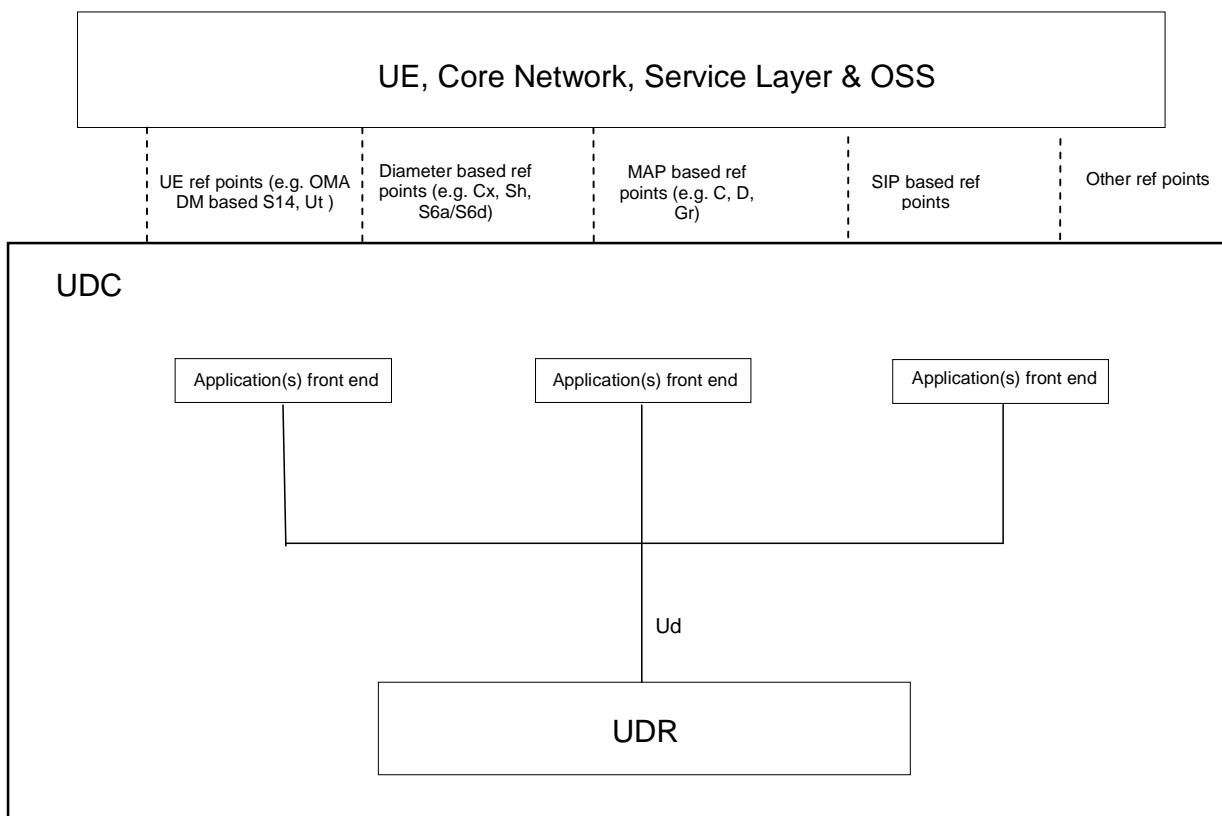 UE, Core Network, Service Layer & OSS
UE ref points (e.g. OMA
DM based S14, Ut )
Diameter based ref
points (e.g. Cx, Sh,
S6a/S6d)
MAP based ref
points (e.g. C, D,
Gr)
SIP based ref
points
Other ref points
UDC
Application(s) front end
Application(s) front end
Application(s) front end
Ud
UDR